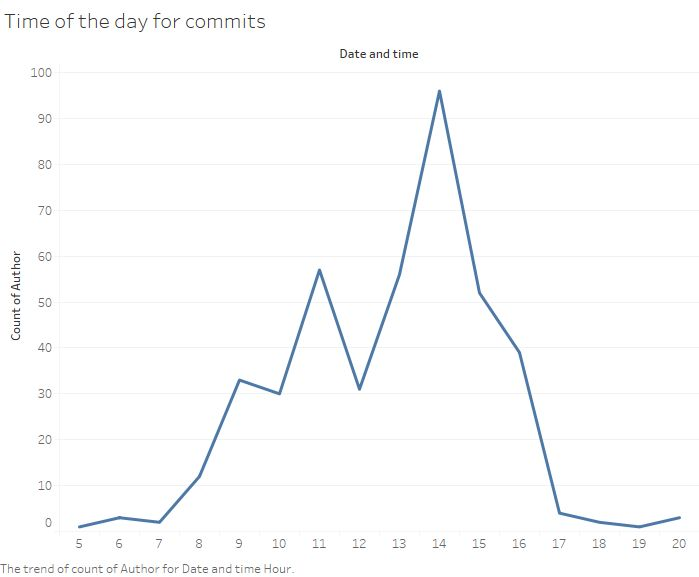 Time of the day for commits
Date and time
100
90
80
70
60
50
40
30
20
10
0
Count of Author
5 6 7 8 9 10 11 12 13 14 15 16 17 18 19 20
The trend of count of Author for Date and time Hour.